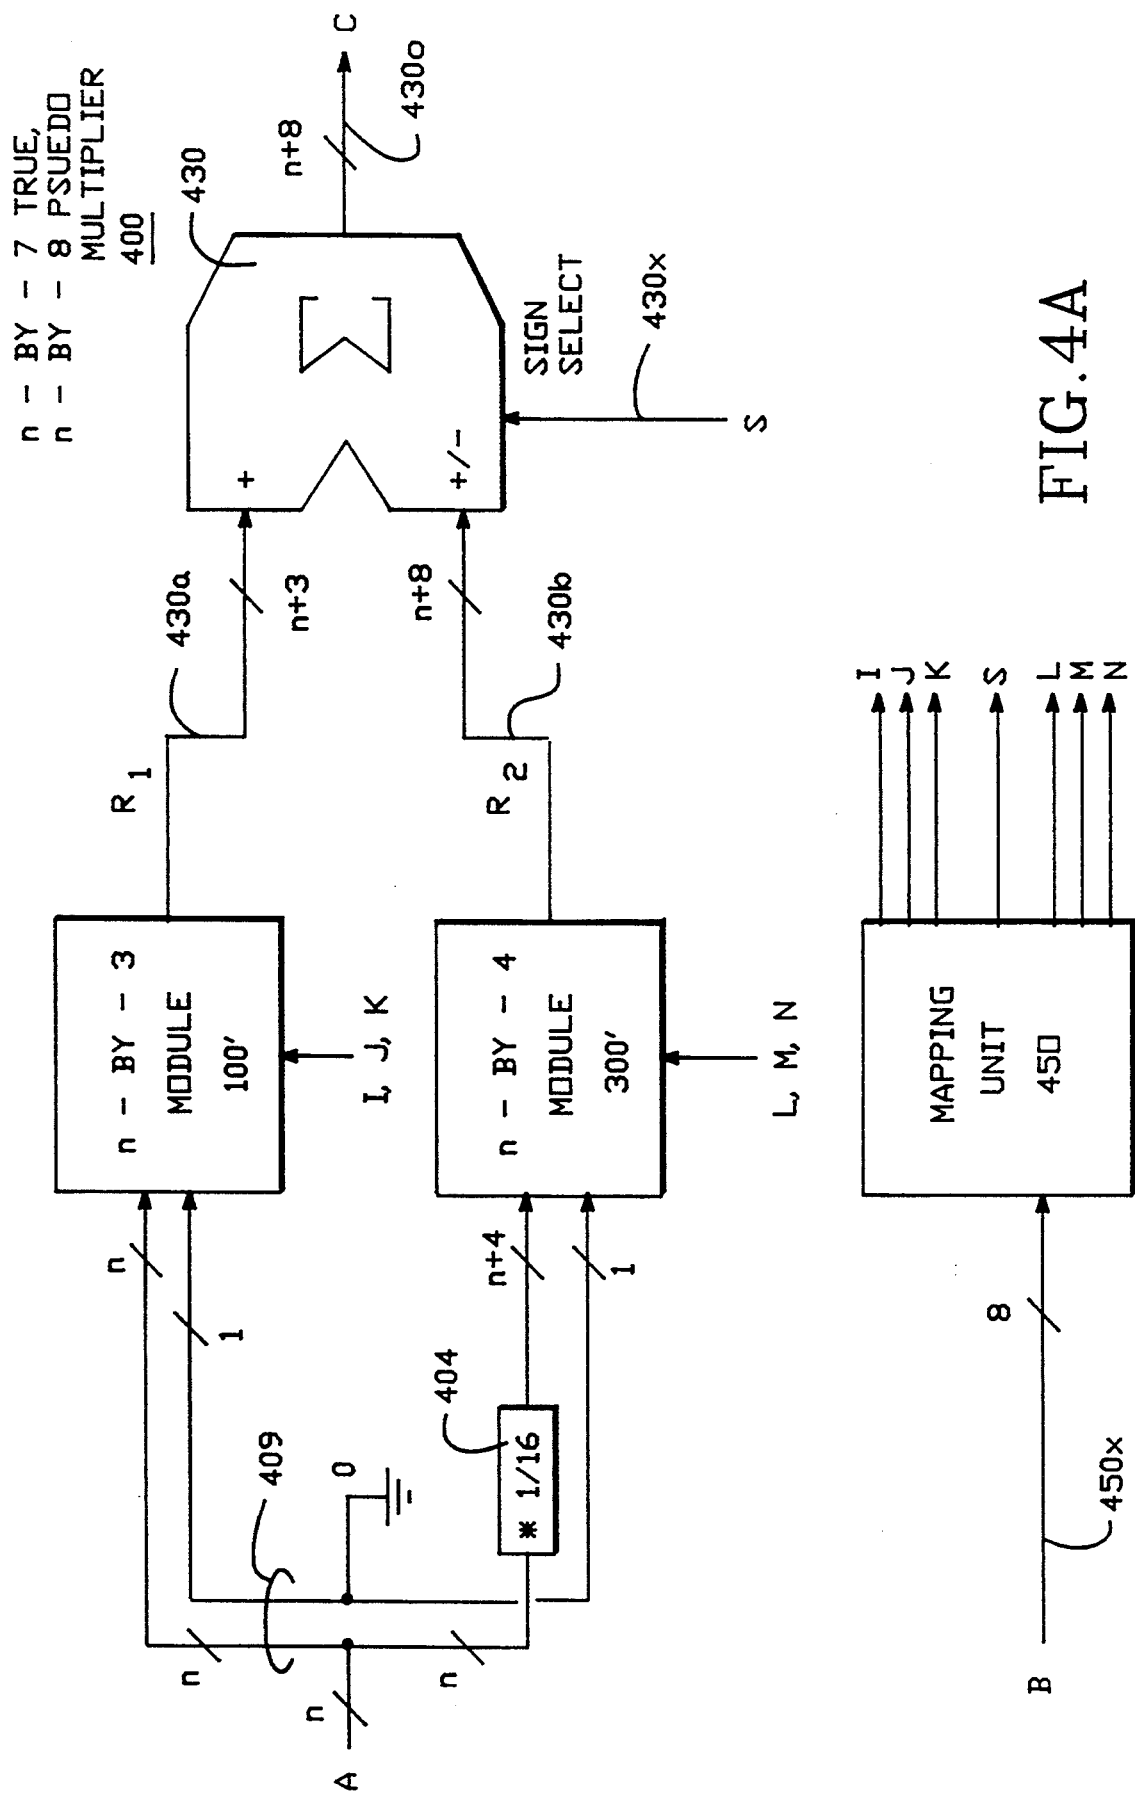 n - BY - 7 TRUE,
n - BY - 8 PSUEDO
MULTIPLIER
400
A
n
n
n
409
0
n
1
* 1/16
404
n+4
1
n - BY - 3
MODULE
100'
I, J, K
n - BY - 4
MODULE
300'
L, M, N
R1
430a
n+3
R2
430b
n+8
+
+/-
Σ
430
SIGN
SELECT
430x
S
n+8
430o
C
B
450x
8
MAPPING
UNIT
450
I
J
K
S
L
M
N
FIG.4A